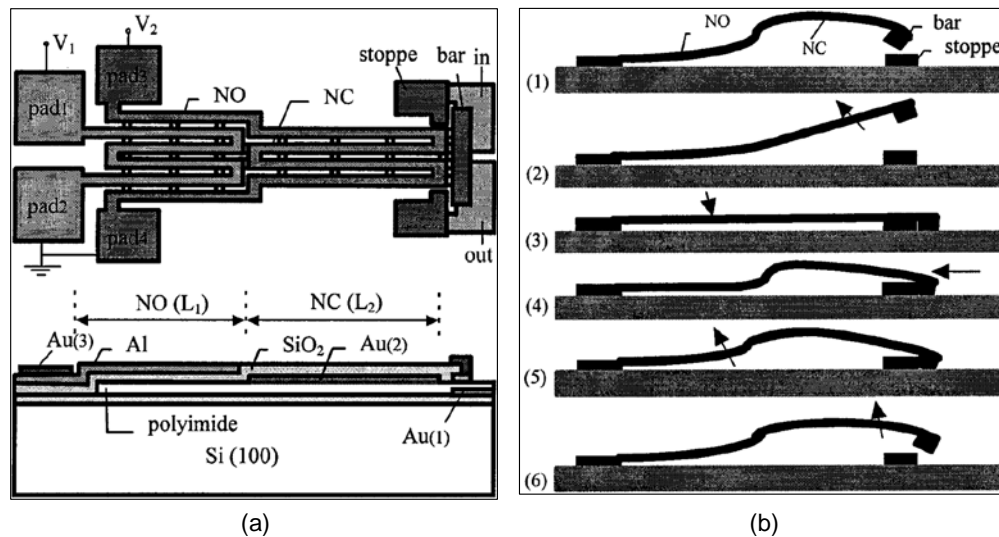 V1
V2
stoppe
bar
in
pad3
NO
NC
pad1
pad2
pad4
out
NO (L1)
NC (L2)
Au(3)
Al
SiO2
Au(2)
polyimide
Au(1)
Si (100)
(a)
NO
NC
bar
stoppe
(1)
(2)
(3)
(4)
(5)
(6)
(b)